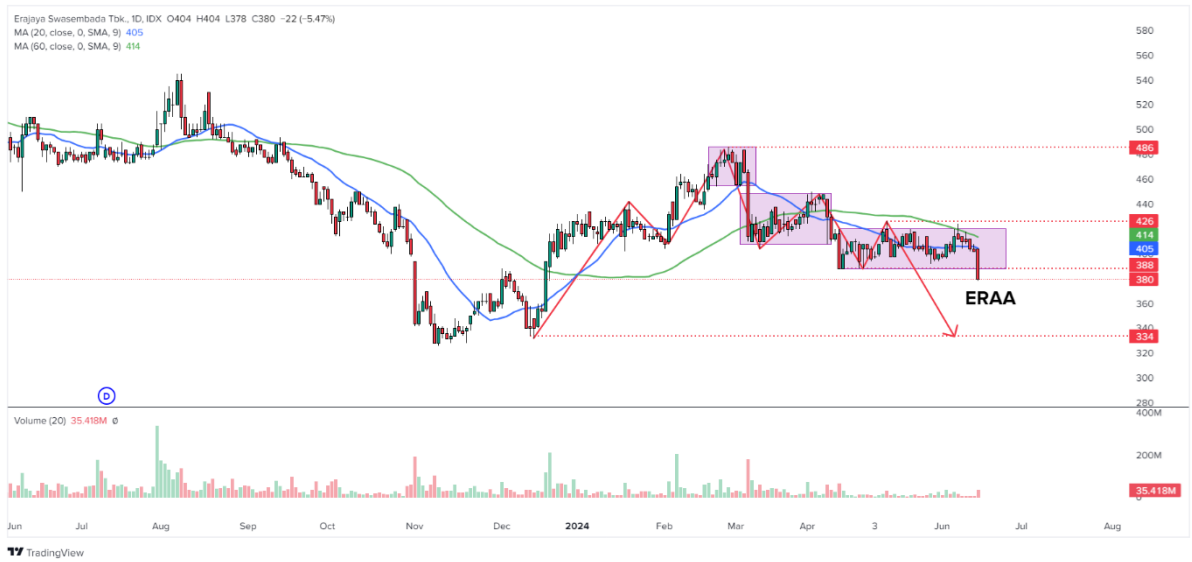 Erajaya Swasembada Tbk., 1D, IDX O404 H404 L378 C380 −22 (−5.47%)
MA (20, close, 0, SMA, 9) 405
MA (60, close, 0, SMA, 9) 414
580
560
540
520
500
486
480
460
440
426
414
405
400
388
380
360
334
320
300
280
ERAA
D
Volume (20) 35.418M Ø
400M
200M
35.418M
0
Jun Jul Aug Sep Oct Nov Dec 2024 Feb Mar Apr 3 Jun Jul Aug
TradingView